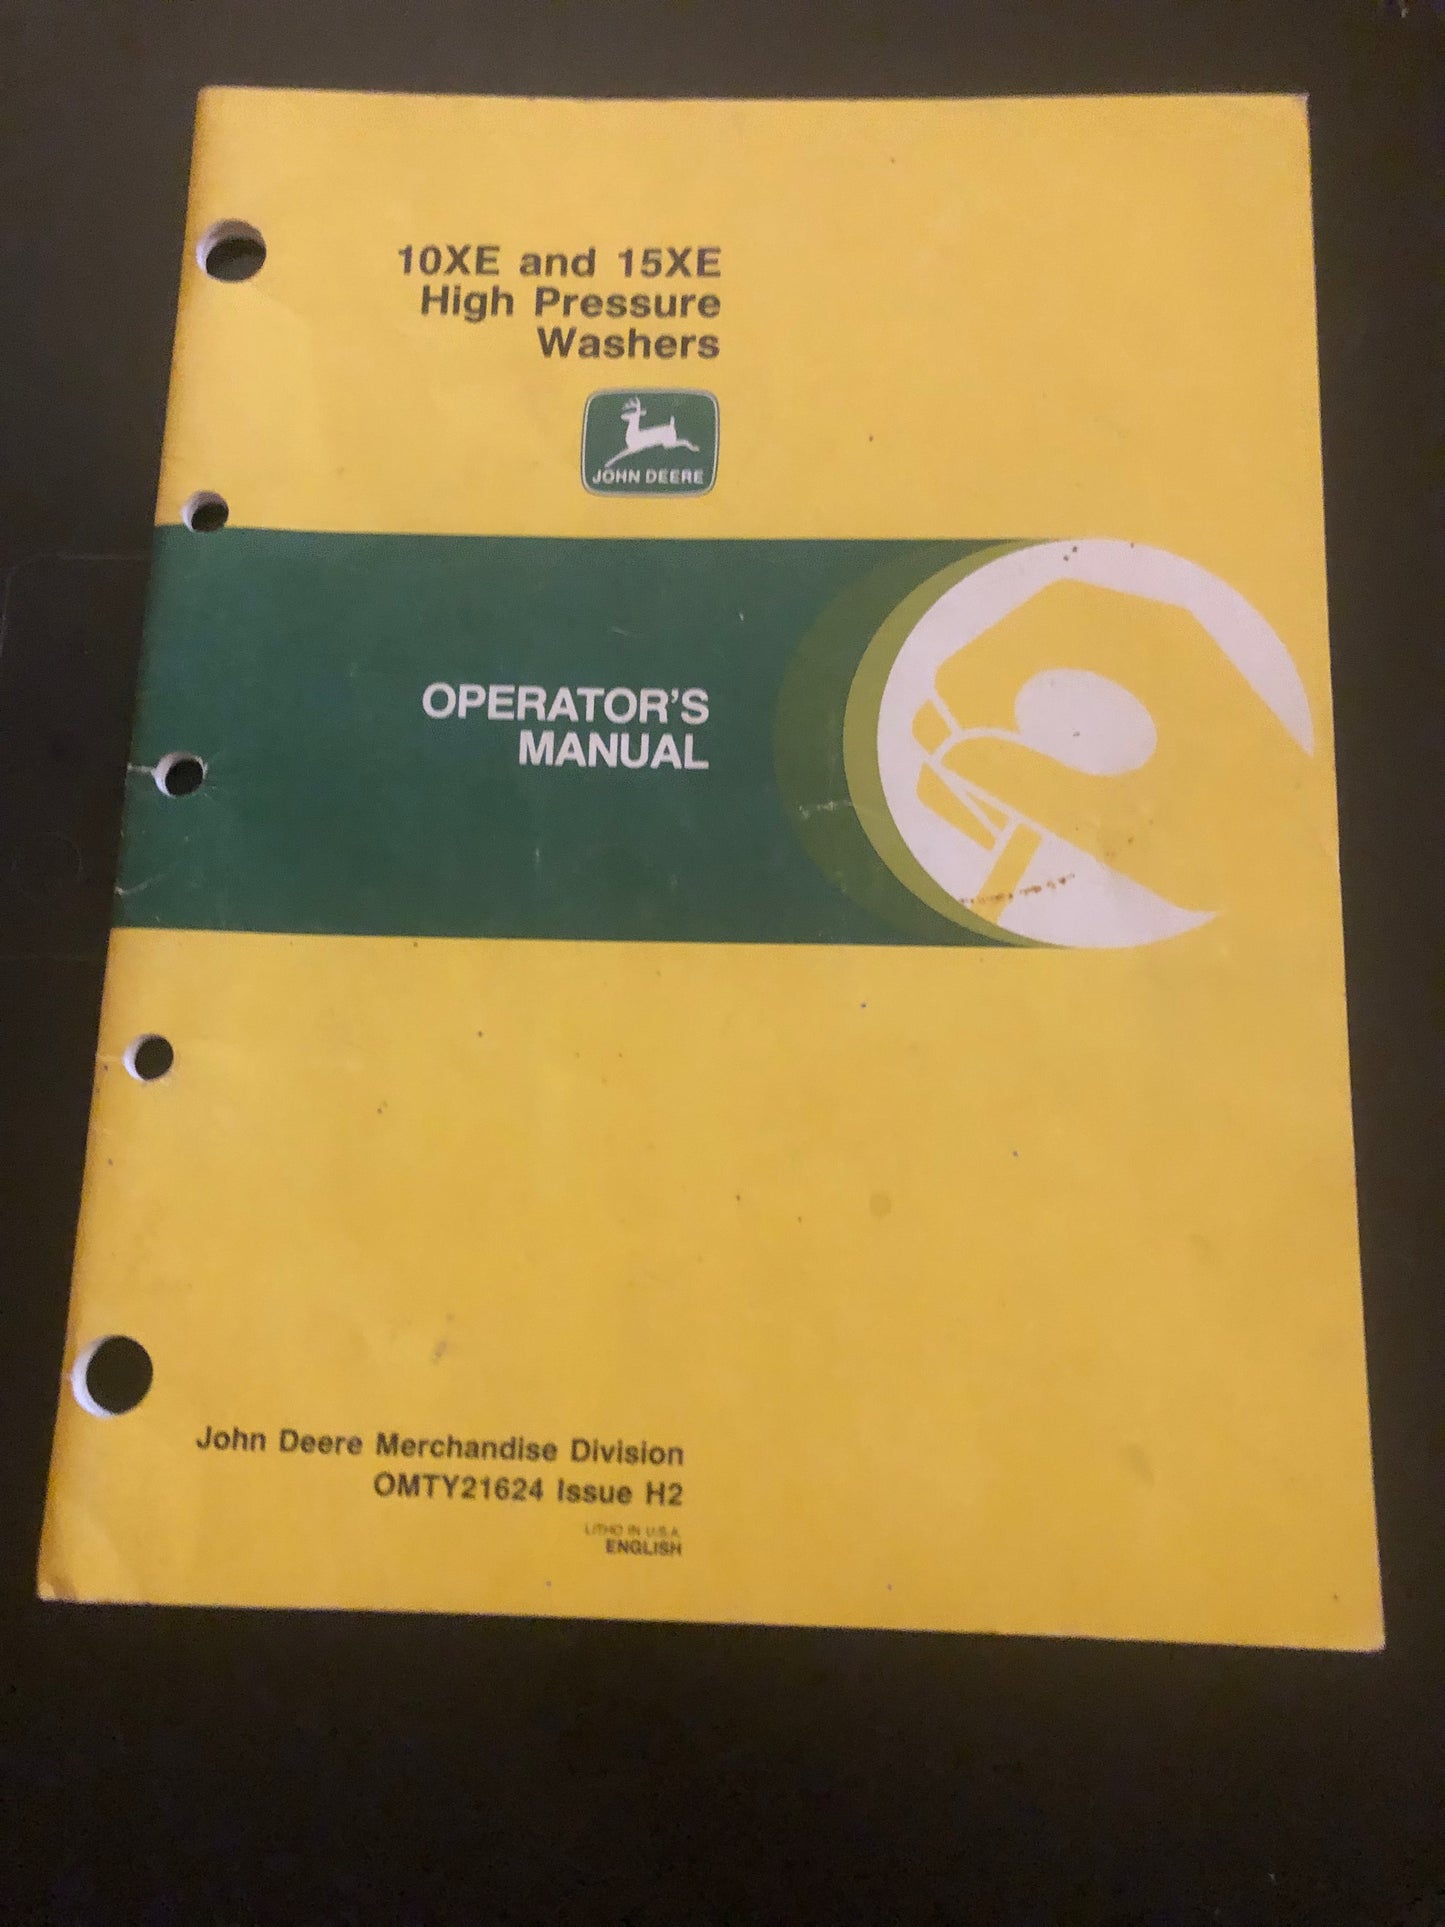 10XE and 15XE
High Pressure
Washers
JOHN DEERE
OPERATOR'S
MANUAL
John Deere Merchandise Division
OMTY21624 Issue H2
LITHO IN U.S.A.
ENGLISH